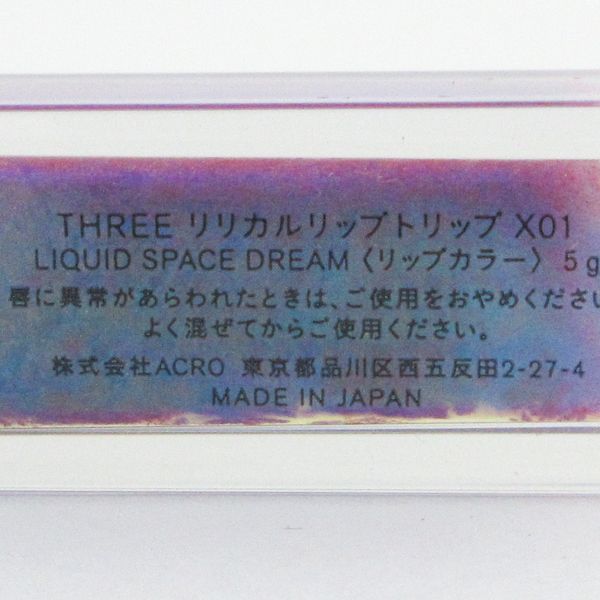 THREE リリカルリップトリップ X01
LIQUID SPACE DREAM〈リップカラー〉 5 g
唇に異常があらわれたときは、ご使用をおやめくださ
よく混ぜてからご使用ください。
株式会社ACRO 東京都品川区西五反田2-27-4
MADE IN JAPAN